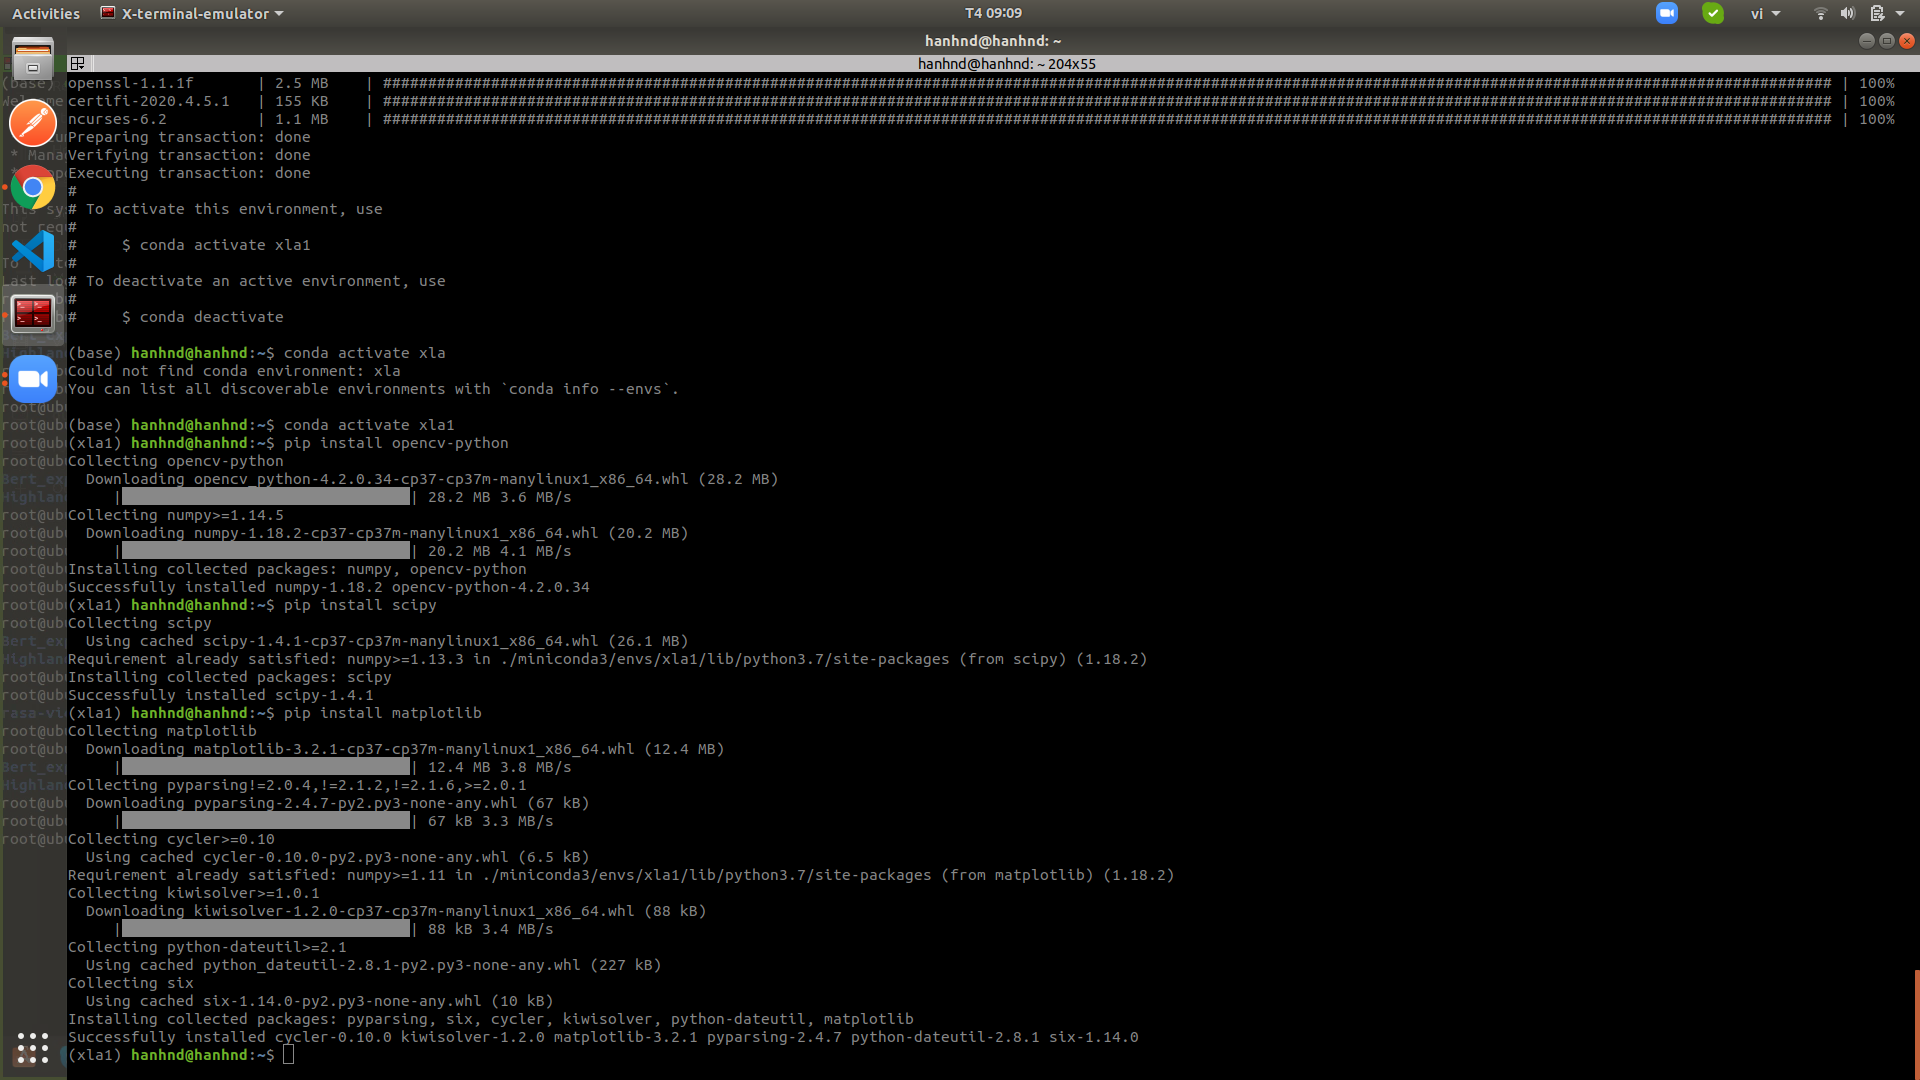 Activities X-terminal-emulator T4 09:09 vi
hanhnd@hanhnd: ~
hanhnd@hanhnd: ~ 204x55
openssl-1.1.1f | 2.5 MB | ################################################################################################################################################################# | 100%
certifi-2020.4.5.1 | 155 KB | ################################################################################################################################################################# | 100%
ncurses-6.2 | 1.1 MB | ################################################################################################################################################################# | 100%
Preparing transaction: done
Verifying transaction: done
Executing transaction: done
#
# To activate this environment, use
#
# $ conda activate xla1
#
# To deactivate an active environment, use
#
# $ conda deactivate
(base) hanhnd@hanhnd:~$ conda activate xla
Could not find conda environment: xla
You can list all discoverable environments with `conda info --envs`.
(base) hanhnd@hanhnd:~$ conda activate xla1
(xla1) hanhnd@hanhnd:~$ pip install opencv-python
Collecting opencv-python
Downloading opencv_python-4.2.0.34-cp37-cp37m-manylinux1_x86_64.whl (28.2 MB)
| | 28.2 MB 3.6 MB/s
Collecting numpy>=1.14.5
Downloading numpy-1.18.2-cp37-cp37m-manylinux1_x86_64.whl (20.2 MB)
| | 20.2 MB 4.1 MB/s
Installing collected packages: numpy, opencv-python
Successfully installed numpy-1.18.2 opencv-python-4.2.0.34
(xla1) hanhnd@hanhnd:~$ pip install scipy
Collecting scipy
Using cached scipy-1.4.1-cp37-cp37m-manylinux1_x86_64.whl (26.1 MB)
Requirement already satisfied: numpy>=1.13.3 in ./miniconda3/envs/xla1/lib/python3.7/site-packages (from scipy) (1.18.2)
Installing collected packages: scipy
Successfully installed scipy-1.4.1
(xla1) hanhnd@hanhnd:~$ pip install matplotlib
Collecting matplotlib
Downloading matplotlib-3.2.1-cp37-cp37m-manylinux1_x86_64.whl (12.4 MB)
| | 12.4 MB 3.8 MB/s
Collecting pyparsing!=2.0.4,!=2.1.2,!=2.1.6,>=2.0.1
Downloading pyparsing-2.4.7-py2.py3-none-any.whl (67 kB)
| | 67 kB 3.3 MB/s
Collecting cycler>=0.10
Using cached cycler-0.10.0-py2.py3-none-any.whl (6.5 kB)
Requirement already satisfied: numpy>=1.11 in ./miniconda3/envs/xla1/lib/python3.7/site-packages (from matplotlib) (1.18.2)
Collecting kiwisolver>=1.0.1
Downloading kiwisolver-1.2.0-cp37-cp37m-manylinux1_x86_64.whl (88 kB)
| | 88 kB 3.4 MB/s
Collecting python-dateutil>=2.1
Using cached python_dateutil-2.8.1-py2.py3-none-any.whl (227 kB)
Collecting six
Using cached six-1.14.0-py2.py3-none-any.whl (10 kB)
Installing collected packages: pyparsing, six, cycler, kiwisolver, python-dateutil, matplotlib
Successfully installed cycler-0.10.0 kiwisolver-1.2.0 matplotlib-3.2.1 pyparsing-2.4.7 python-dateutil-2.8.1 six-1.14.0
(xla1) hanhnd@hanhnd:~$